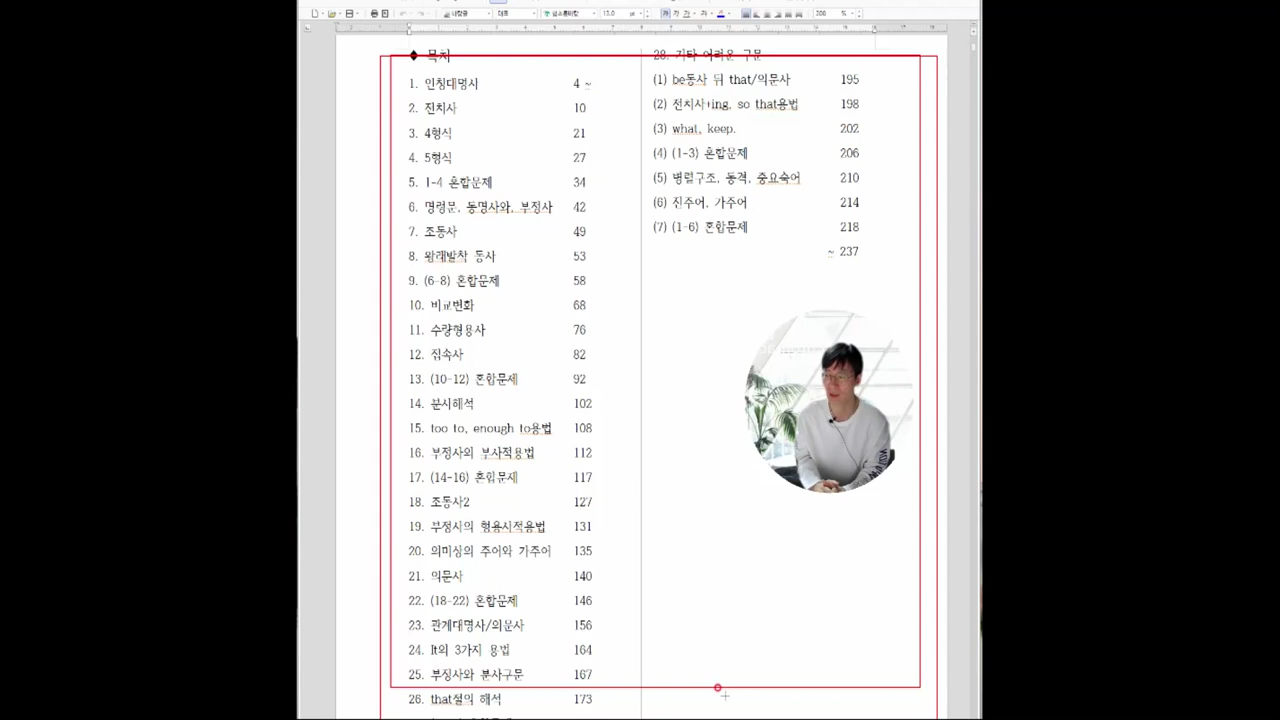 ◆ 목차
1. 인칭대명사 4 ~
2. 전치사 10
3. 4형식 21
4. 5형식 27
5. 1-4 혼합문제 34
6. 명령문, 동명사와, 부정사 42
7. 조동사 49
8. 왕래발착 동사 53
9. (6-8) 혼합문제 58
10. 비교변화 68
11. 수량형용사 76
12. 접속사 82
13. (10-12) 혼합문제 92
14. 분사해석 102
15. too to, enough to용법 108
16. 부정사의 부사적용법 112
17. (14-16) 혼합문제 117
18. 조동사2 127
19. 부정사의 형용사적용법 131
20. 의미상의 주어와 가주어 135
21. 의문사 140
22. (18-22) 혼합문제 146
23. 관계대명사/의문사 156
24. It의 3가지 용법 164
25. 부정사와 분사구문 167
26. that절의 해석 173
28. 기타 어려운 구문
(1) be동사 뒤 that/의문사 195
(2) 전치사+ing, so that용법 198
(3) what, keep. 202
(4) (1-3) 혼합문제 206
(5) 병렬구조, 동격, 중요숙어 210
(6) 진주어, 가주어 214
(7) (1-6) 혼합문제 218
~ 237